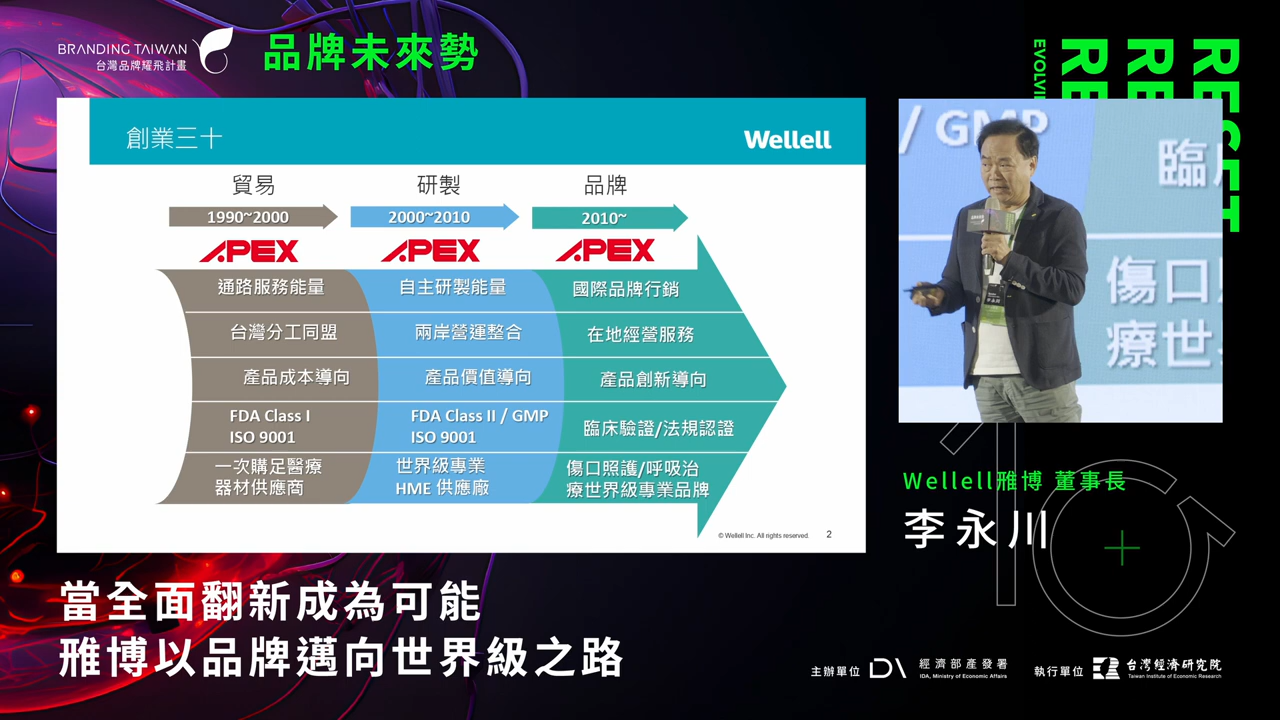 BRANDING TAIWAN
台灣品牌耀飛計畫
品牌未來勢
創業三十
Wellell
貿易
研製
品牌
1990~2000
2000~2010
2010~
APEX
APEX
APEX
通路服務能量
自主研製能量
國際品牌行銷
台灣分工同盟
兩岸營運整合
在地經營服務
產品成本導向
產品價值導向
產品創新導向
FDA Class I
ISO 9001
FDA Class II / GMP
ISO 9001
臨床驗證/法規認證
一次購足醫療
器材供應商
世界級專業
HME 供應廠
傷口照護/呼吸治
療世界級專業品牌
© Wellell Inc. All rights reserved.
2
/ GMP
臨
傷口
療世
RESET
RE
RE
EVOLVI
Wellell雅博 董事長
李永川
當全面翻新成為可能
雅博以品牌邁向世界級之路
主辦單位
經濟部產發署
IDA, Ministry of Economic Affairs
執行單位
台灣經濟研究院
Taiwan Institute of Economic Research